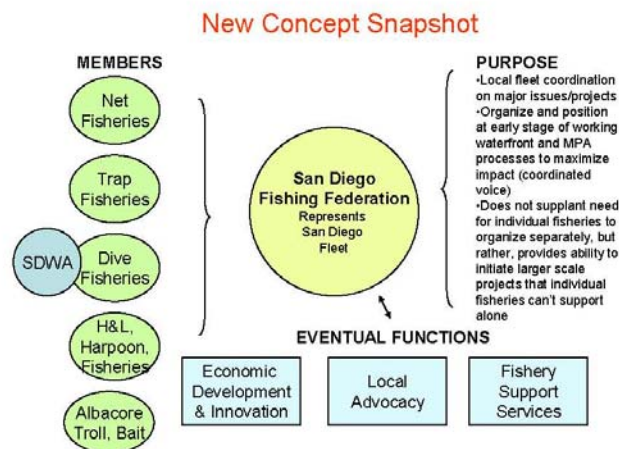 New Concept Snapshot
MEMBERS
Net
Fisheries
Trap
Fisheries
SDWA
Dive
Fisheries
H&L,
Harpoon,
Fisheries
Albacore
Troll, Bait
San Diego
Fishing Federation
Represents
San Diego
Fleet
PURPOSE
•Local fleet coordination
on major issues/projects
•Organize and position
at early stage of working
waterfront and MPA
processes to maximize
impact (coordinated
voice)
•Does not supplant need
for individual fisheries to
organize separately, but
rather, provides ability to
initiate larger scale
projects that individual
fisheries can't support
alone
EVENTUAL FUNCTIONS
Economic
Development
& Innovation
Local
Advocacy
Fishery
Support
Services